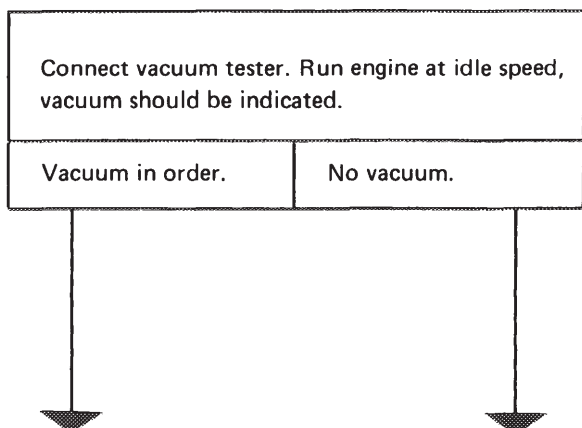 Connect vacuum tester. Run engine at idle speed,
vacuum should be indicated.
Vacuum in order.
No vacuum.